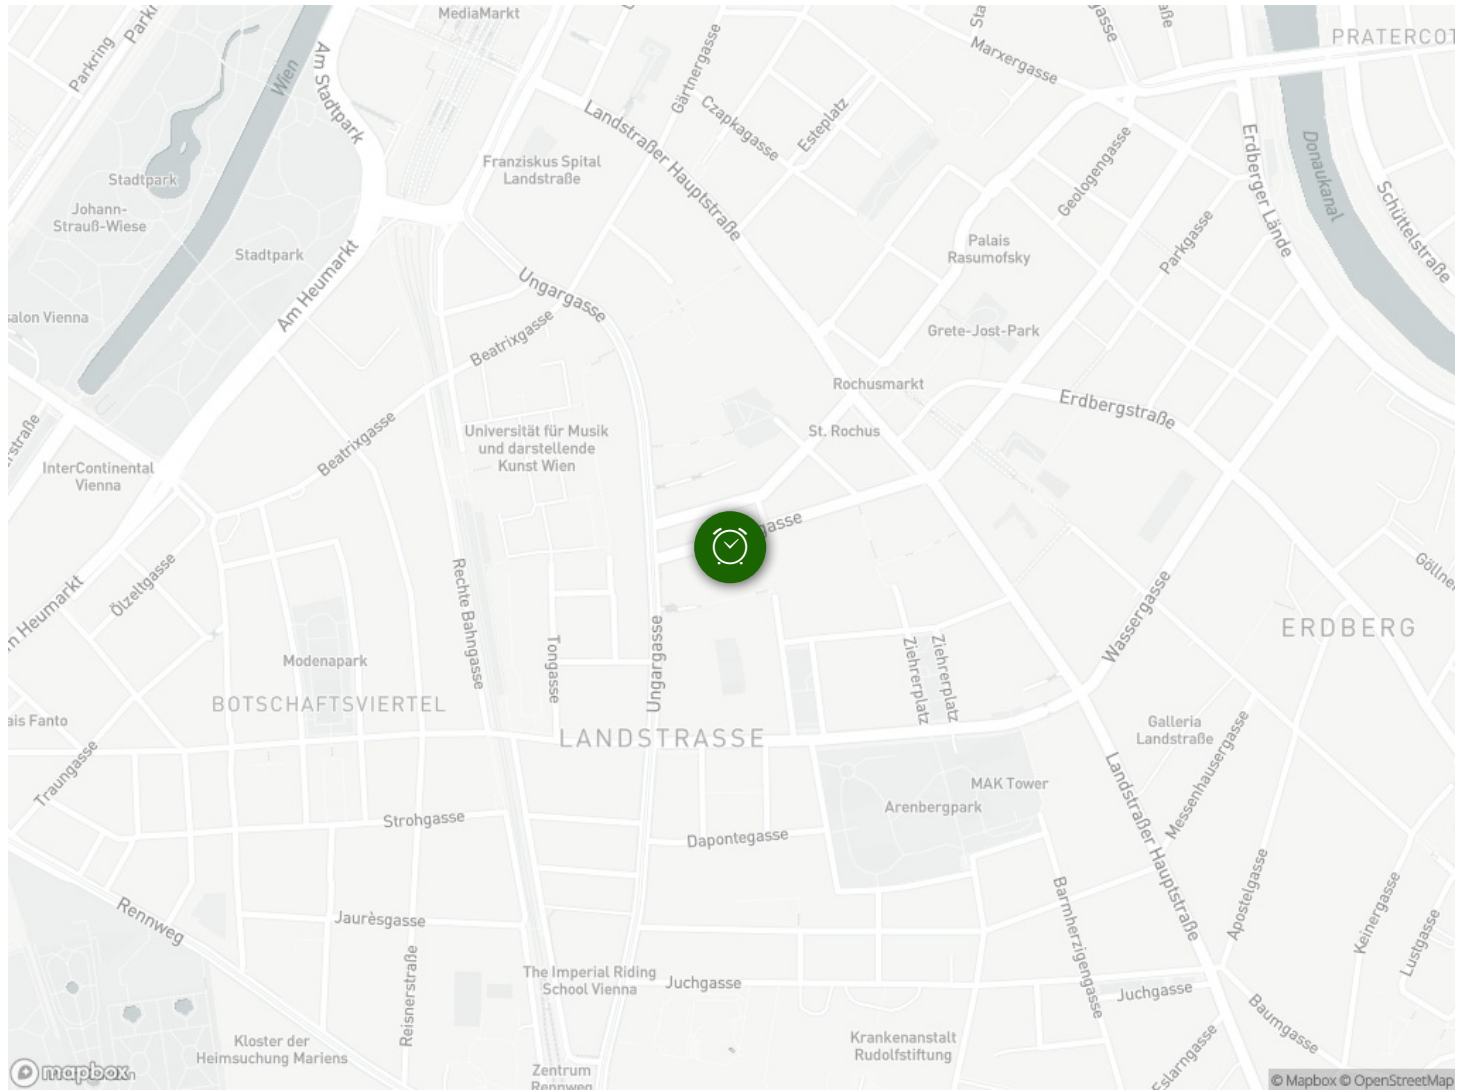 MediaMarkt
PRATERCOT
Parkring
Parkri
Wien
Am Stadtpark
Gärtnergasse
Marxergasse
Landstraßer Hauptstraße
Czapkagasse
Esteplatz
Geologengasse
Erdberger Lände
Donaukanal
Schüttelstraße
Franziskus Spital
Landstraße
Stadtpark
Johann-
Strauß-Wiese
Stadtpark
Parkgasse
Palais
Rasumofsky
Am Heumarkt
Ungargasse
salon Vienna
Beatrixgasse
Grete-Jost-Park
Rochusmarkt
Erdbergstraße
Beatrixgasse
Universität für Musik
und darstellende
Kunst Wien
St. Rochus
InterContinental
Vienna
gasse
Ölzeltgasse
m Heumarkt
Rechte Bahngasse
Tongasse
Ungargasse
Ziehrerplatz
Ziehrerplatz
Wassergasse
Göllne
ERDBERG
Modenapark
BOTSCHAFTSVIERTEL
ais Fanto
LANDSTRASSE
Galleria
Landstraße
Traungasse
MAK Tower
Arenbergpark
Messenhausergasse
Landstraßer Hauptstraße
Strohgasse
Dapontegasse
Rennweg
Jaurèsgasse
Reisnerstraße
Barmherzigengasse
Apostelgasse
Keinergasse
Lustgasse
The Imperial Riding
School Vienna
Juchgasse
Juchgasse
Baumgasse
Eslarngasse
Kloster der
Heimsuchung Mariens
Krankenanstalt
Rudolfstiftung
Zentrum
Rennweg
mapbox
© Mapbox © OpenStreetMap